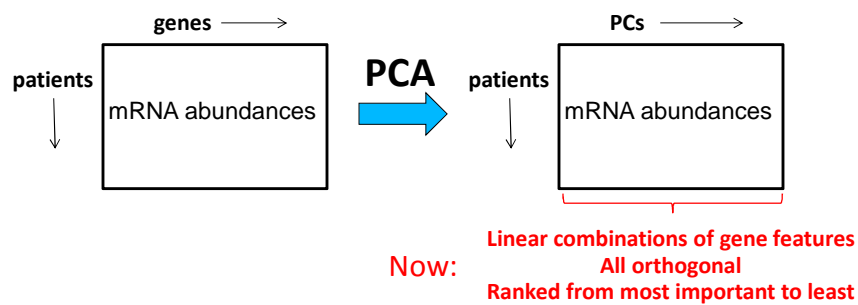 genes
patients
mRNA abundances
PCA
PCs
patients
mRNA abundances
Now:
Linear combinations of gene features
All orthogonal
Ranked from most important to least